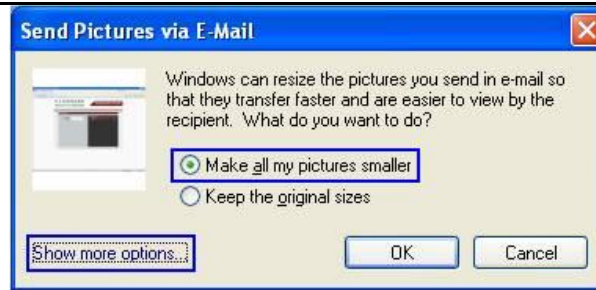 Send Pictures via E-Mail
Windows can resize the pictures you send in e-mail so
that they transfer faster and are easier to view by the
recipient. What do you want to do?
Make all my pictures smaller
Keep the original sizes
Show more options...
OK
Cancel